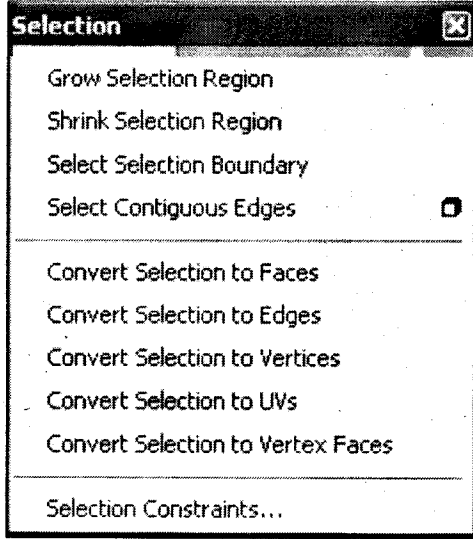 Selection
Grow Selection Region
Shrink Selection Region
Select Selection Boundary
Select Contiguous Edges
Convert Selection to Faces
Convert Selection to Edges
Convert Selection to Vertices
Convert Selection to UVs
Convert Selection to Vertex Faces
Selection Constraints...